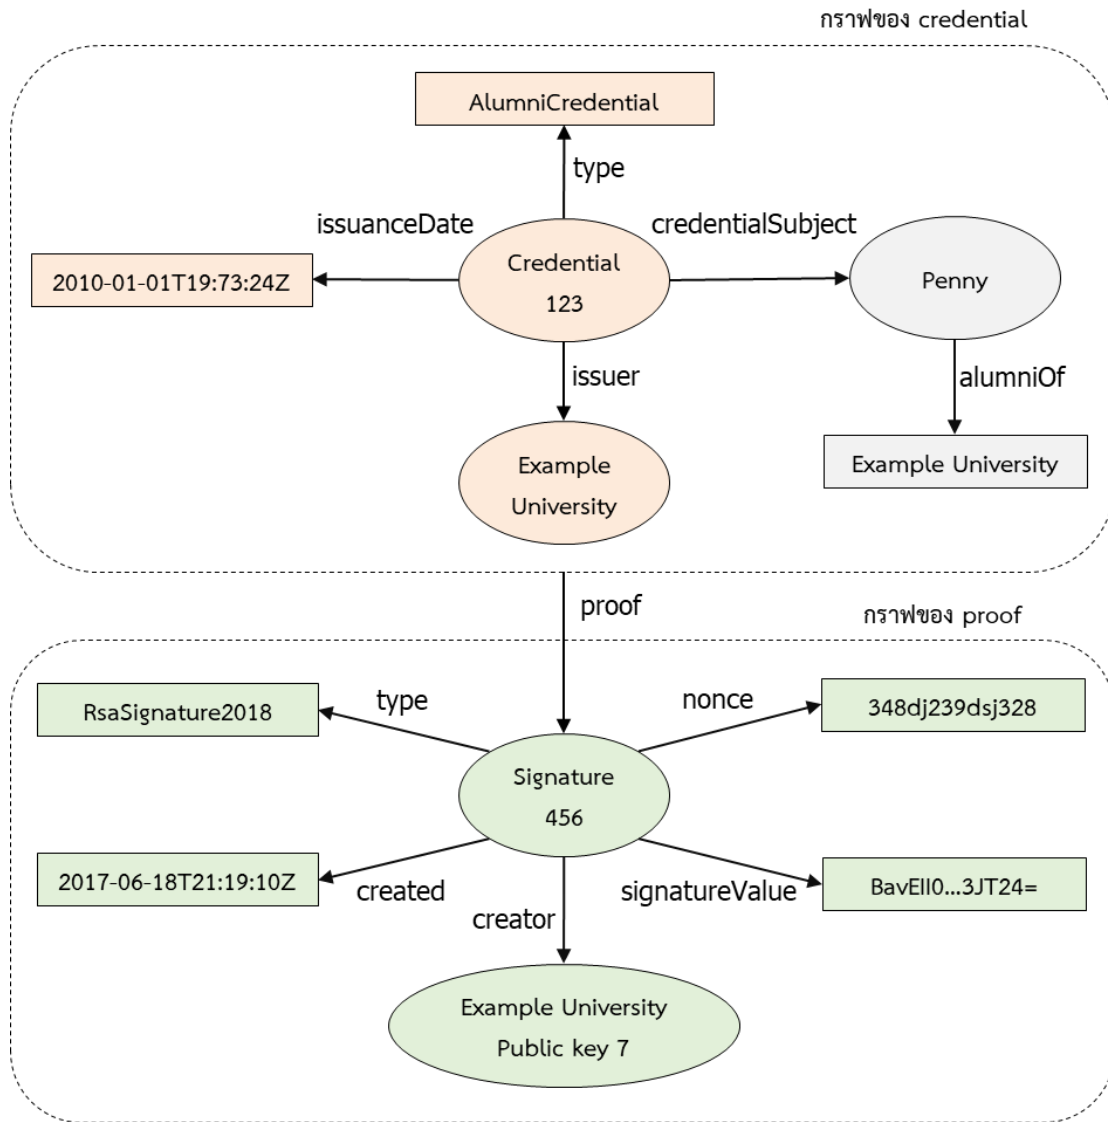 กราฟของ credential
AlumniCredential
type
issuanceDate
credentialSubject
2010-01-01T19:73:24Z
Credential
123
Penny
issuer
alumniOf
Example
University
Example University
proof
กราฟของ proof
RsaSignature2018
type
nonce
348dj239dsj328
Signature
456
2017-06-18T21:19:10Z
created
signatureValue
BavEII0...3JT24=
creator
Example University
Public key 7